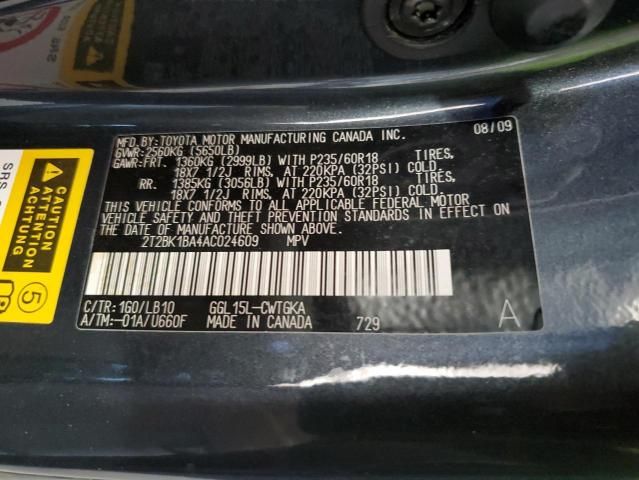 MFD. BY: TOYOTA MOTOR MANUFACTURING CANADA INC. 08/09
GVWR: 2560KG (5650LB)
GAWR: FRT. 1360KG (2999LB) WITH P235/60R18 TIRES,
18X7 1/2J RIMS, AT 220KPA (32PSI) COLD.
RR. 1385KG (3056LB) WITH P235/60R18 TIRES,
18X7 1/2J RIMS, AT 220KPA (32PSI) COLD.
THIS VEHICLE CONFORMS TO ALL APPLICABLE FEDERAL MOTOR
VEHICLE SAFETY AND THEFT PREVENTION STANDARDS IN EFFECT ON
THE DATE OF MANUFACTURE SHOWN ABOVE.
2T2BK1BA4AC024609 MPV
C/TR: 1G0/LB10 GGL15L-CWTGKA A
A/TM:-01A/U660F MADE IN CANADA 729
CAUTION
ATTENTION
ACHTUNG
SRS
5